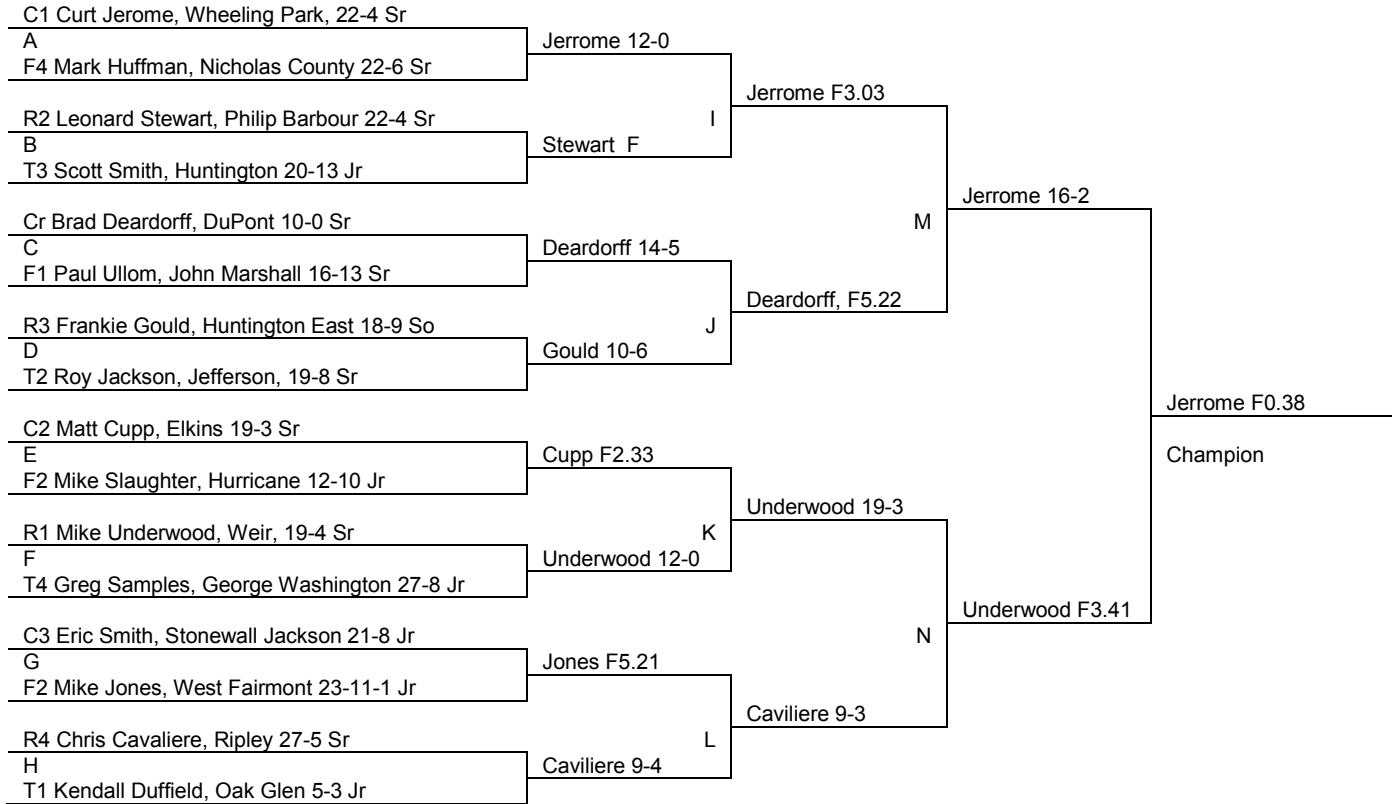 C1 Curt Jerome, Wheeling Park, 22-4 Sr
A
Jerrome 12-0
F4 Mark Huffman, Nicholas County 22-6 Sr
Jerrome F3.03
R2 Leonard Stewart, Philip Barbour 22-4 Sr
I
B
Stewart F
T3 Scott Smith, Huntington 20-13 Jr
Jerrome 16-2
Cr Brad Deardorff, DuPont 10-0 Sr
M
C
Deardorff 14-5
F1 Paul Ullom, John Marshall 16-13 Sr
Deardorff, F5.22
R3 Frankie Gould, Huntington East 18-9 So
J
D
Gould 10-6
T2 Roy Jackson, Jefferson, 19-8 Sr
Jerrome F0.38
C2 Matt Cupp, Elkins 19-3 Sr
E
Cupp F2.33
Champion
F2 Mike Slaughter, Hurricane 12-10 Jr
Underwood 19-3
R1 Mike Underwood, Weir, 19-4 Sr
K
F
Underwood 12-0
T4 Greg Samples, George Washington 27-8 Jr
Underwood F3.41
C3 Eric Smith, Stonewall Jackson 21-8 Jr
N
G
Jones F5.21
F2 Mike Jones, West Fairmont 23-11-1 Jr
Caviliere 9-3
R4 Chris Cavaliere, Ripley 27-5 Sr
L
H
Caviliere 9-4
T1 Kendall Duffield, Oak Glen 5-3 Jr